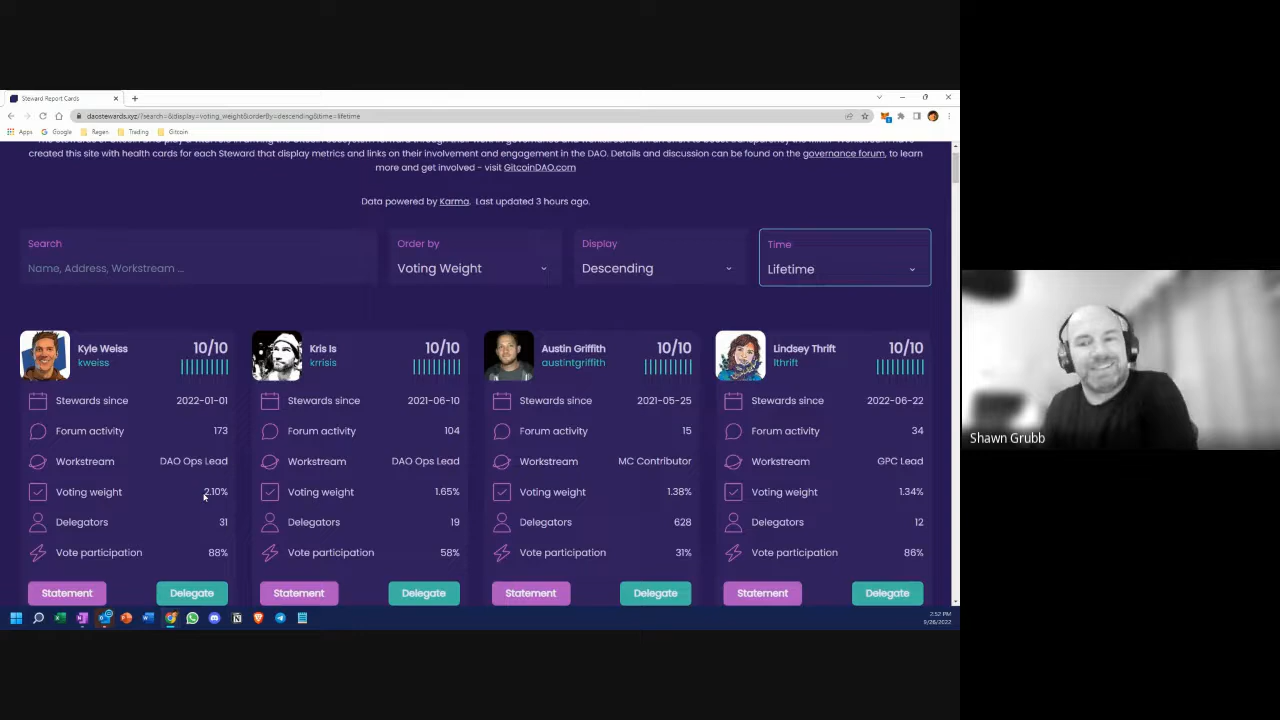 Steward Report Cards
daostewards.xyz/?search=&display=voting_weight&orderBy=descending&time=lifetime
Apps Google Regen Trading Gitcoin
created this site with health cards for each Steward that display metrics and links on their involvement and engagement in the DAO. Details and discussion can be found on the governance forum, to learn
more and get involved - visit GitcoinDAO.com
Data powered by Karma. Last updated 3 hours ago.
Search Order by Display Time
Name, Address, Workstream ... Voting Weight Descending Lifetime
Kyle Weiss 10/10 Kris Is 10/10 Austin Griffith 10/10 Lindsey Thrift 10/10
kweiss krrisis austintgriffith lthrift
Stewards since 2022-01-01 Stewards since 2021-06-10 Stewards since 2021-05-25 Stewards since 2022-06-22
Forum activity 173 Forum activity 104 Forum activity 15 Forum activity 34
Workstream DAO Ops Lead Workstream DAO Ops Lead Workstream MC Contributor Workstream GPC Lead
Voting weight 2.10% Voting weight 1.65% Voting weight 1.38% Voting weight 1.34%
Delegators 31 Delegators 19 Delegators 628 Delegators 12
Vote participation 88% Vote participation 58% Vote participation 31% Vote participation 86%
Statement Delegate Statement Delegate Statement Delegate Statement Delegate
2:52 PM
9/26/2022
Shawn Grubb